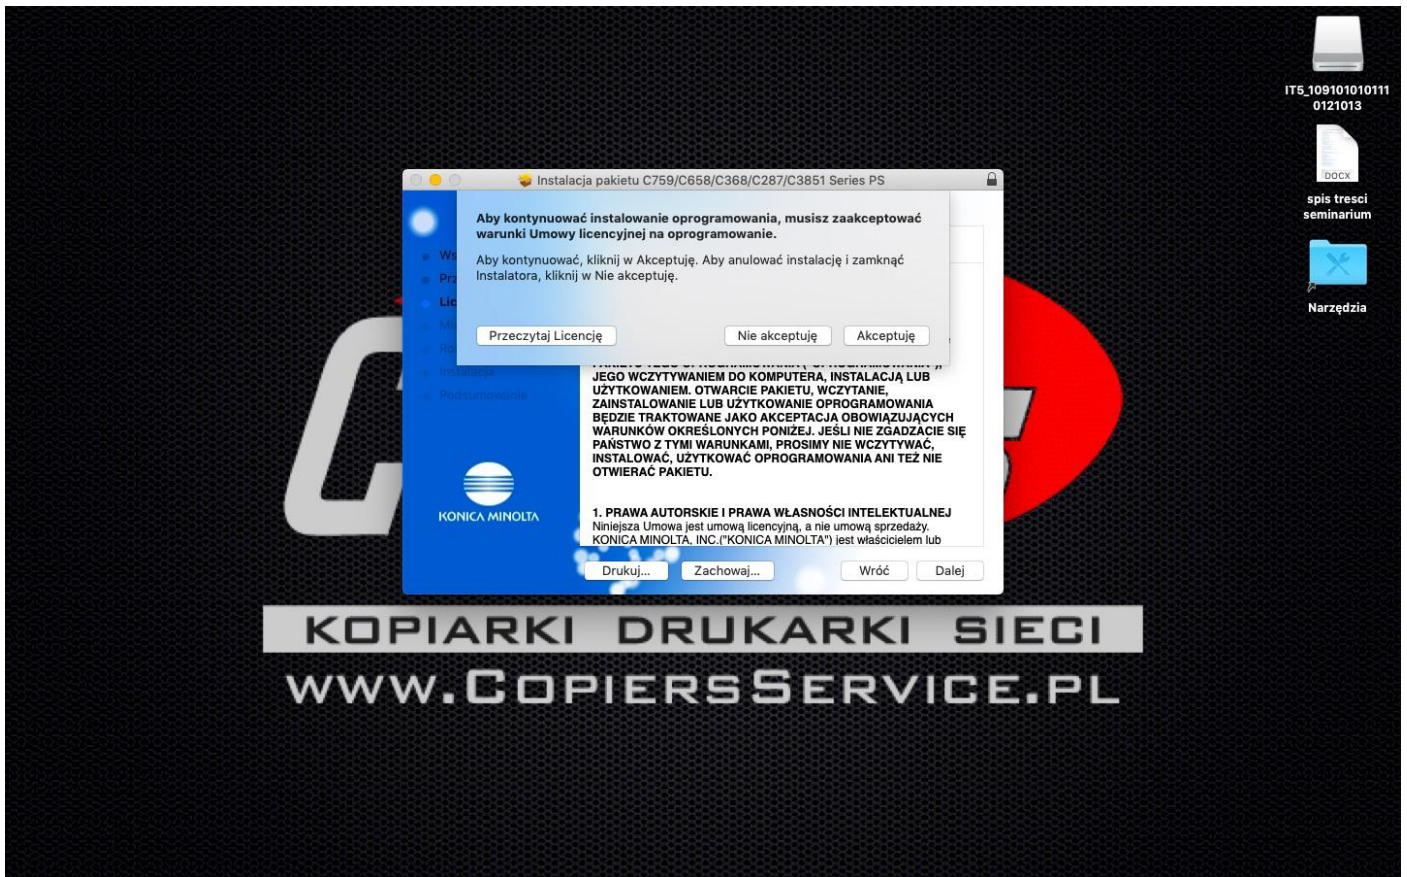 IT5_109101010111
0121013
DOCX
spis tresci
seminarium
Narzędzia
Instalacja pakietu C759/C658/C368/C287/C3851 Series PS
Aby kontynuować instalowanie oprogramowania, musisz zaakceptować
warunki Umowy licencyjnej na oprogramowanie.
Aby kontynuować, kliknij w Akceptuję. Aby anulować instalację i zamknąć
Instalatora, kliknij w Nie akceptuję.
Przeczytaj Licencję
Nie akceptuję
Akceptuję
Instalacja
Podsumowanie
JEGO WCZYTYWANIEM DO KOMPUTERA, INSTALACJĄ LUB
UŻYTKOWANIEM. OTWARCIE PAKIETU, WCZYTANIE,
ZAINSTALOWANIE LUB UŻYTKOWANIE OPROGRAMOWANIA
BĘDZIE TRAKTOWANE JAKO AKCEPTACJA OBOWIĄZUJĄCYCH
WARUNKÓW OKREŚLONYCH PONIŻEJ. JEŚLI NIE ZGADZACIE SIĘ
PAŃSTWO Z TYMI WARUNKAMI, PROSIMY NIE WCZYTYWAĆ,
INSTALOWAĆ, UŻYTKOWAĆ OPROGRAMOWANIA ANI TEŻ NIE
OTWIERAĆ PAKIETU.
1. PRAWA AUTORSKIE I PRAWA WŁASNOŚCI INTELEKTUALNEJ
Niniejsza Umowa jest umową licencyjną, a nie umową sprzedaży.
KONICA MINOLTA, INC.("KONICA MINOLTA") jest właścicielem lub
KONICA MINOLTA
Drukuj...
Zachowaj...
Wróć
Dalej
KOPIARKI DRUKARKI SIECI
www.CopiersService.pl